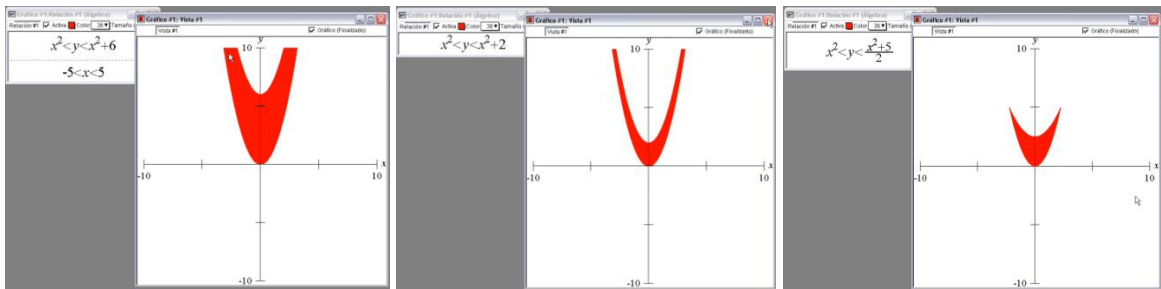 Gráfico #1:Relación #1 (Álgebra)
Relación #1 Activa Color 36 Tamaño
x²<y<x²+6
-5<x<5
Gráfico #1: Vista #1
Vista #1 Gráfico (Finalizado)
y
10
x
-10 10
-10
Gráfico #1:Relación #1 (Álgebra)
Relación #1 Activa Color 36 Tamaño
x²<y<x²+2
Gráfico #1: Vista #1
Vista #1 Gráfico (Finalizado)
y
10
x
-10 10
-10
Gráfico #1:Relación #1 (Álgebra)
Relación #1 Activa Color 36 Tamaño
x²<y<(x²+5)/2
Gráfico #1: Vista #1
Vista #1 Gráfico (Finalizado)
y
10
x
-10 10
-10